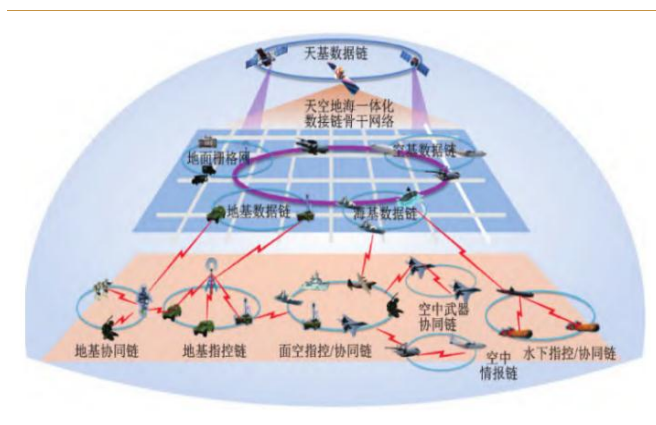 天基数据链
天空地海一体化
数接链骨干网络
地面栅格网
空基数据链
地基数据链
海基数据链
空中武器
协同链
地基协同链
地基指控链
面空指控/协同链
空中
情报链
水下指控/协同链